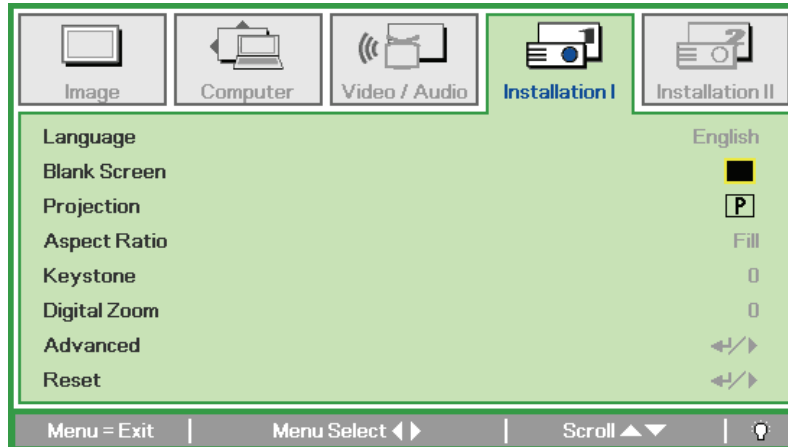 Image Computer Video / Audio Installation I Installation II
Language English
Blank Screen
Projection P
Aspect Ratio Fill
Keystone 0
Digital Zoom 0
Advanced
Reset
Menu = Exit Menu Select Scroll